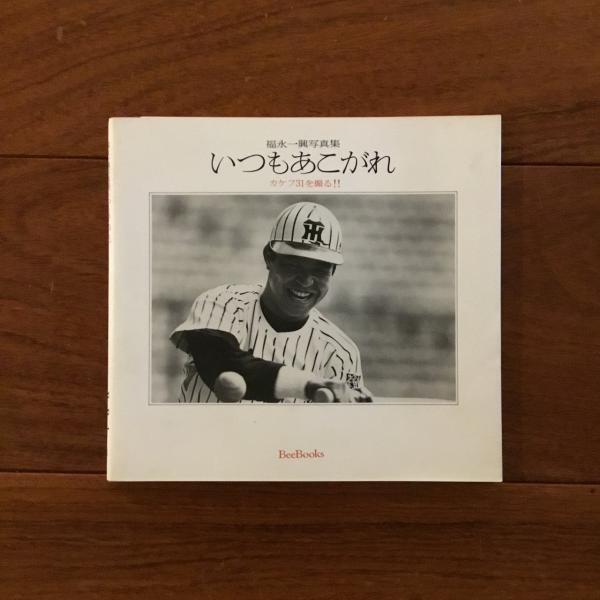 福永一興写真集
いつもあこがれ
カケフ31を撮る!!
HT
BeeBooks